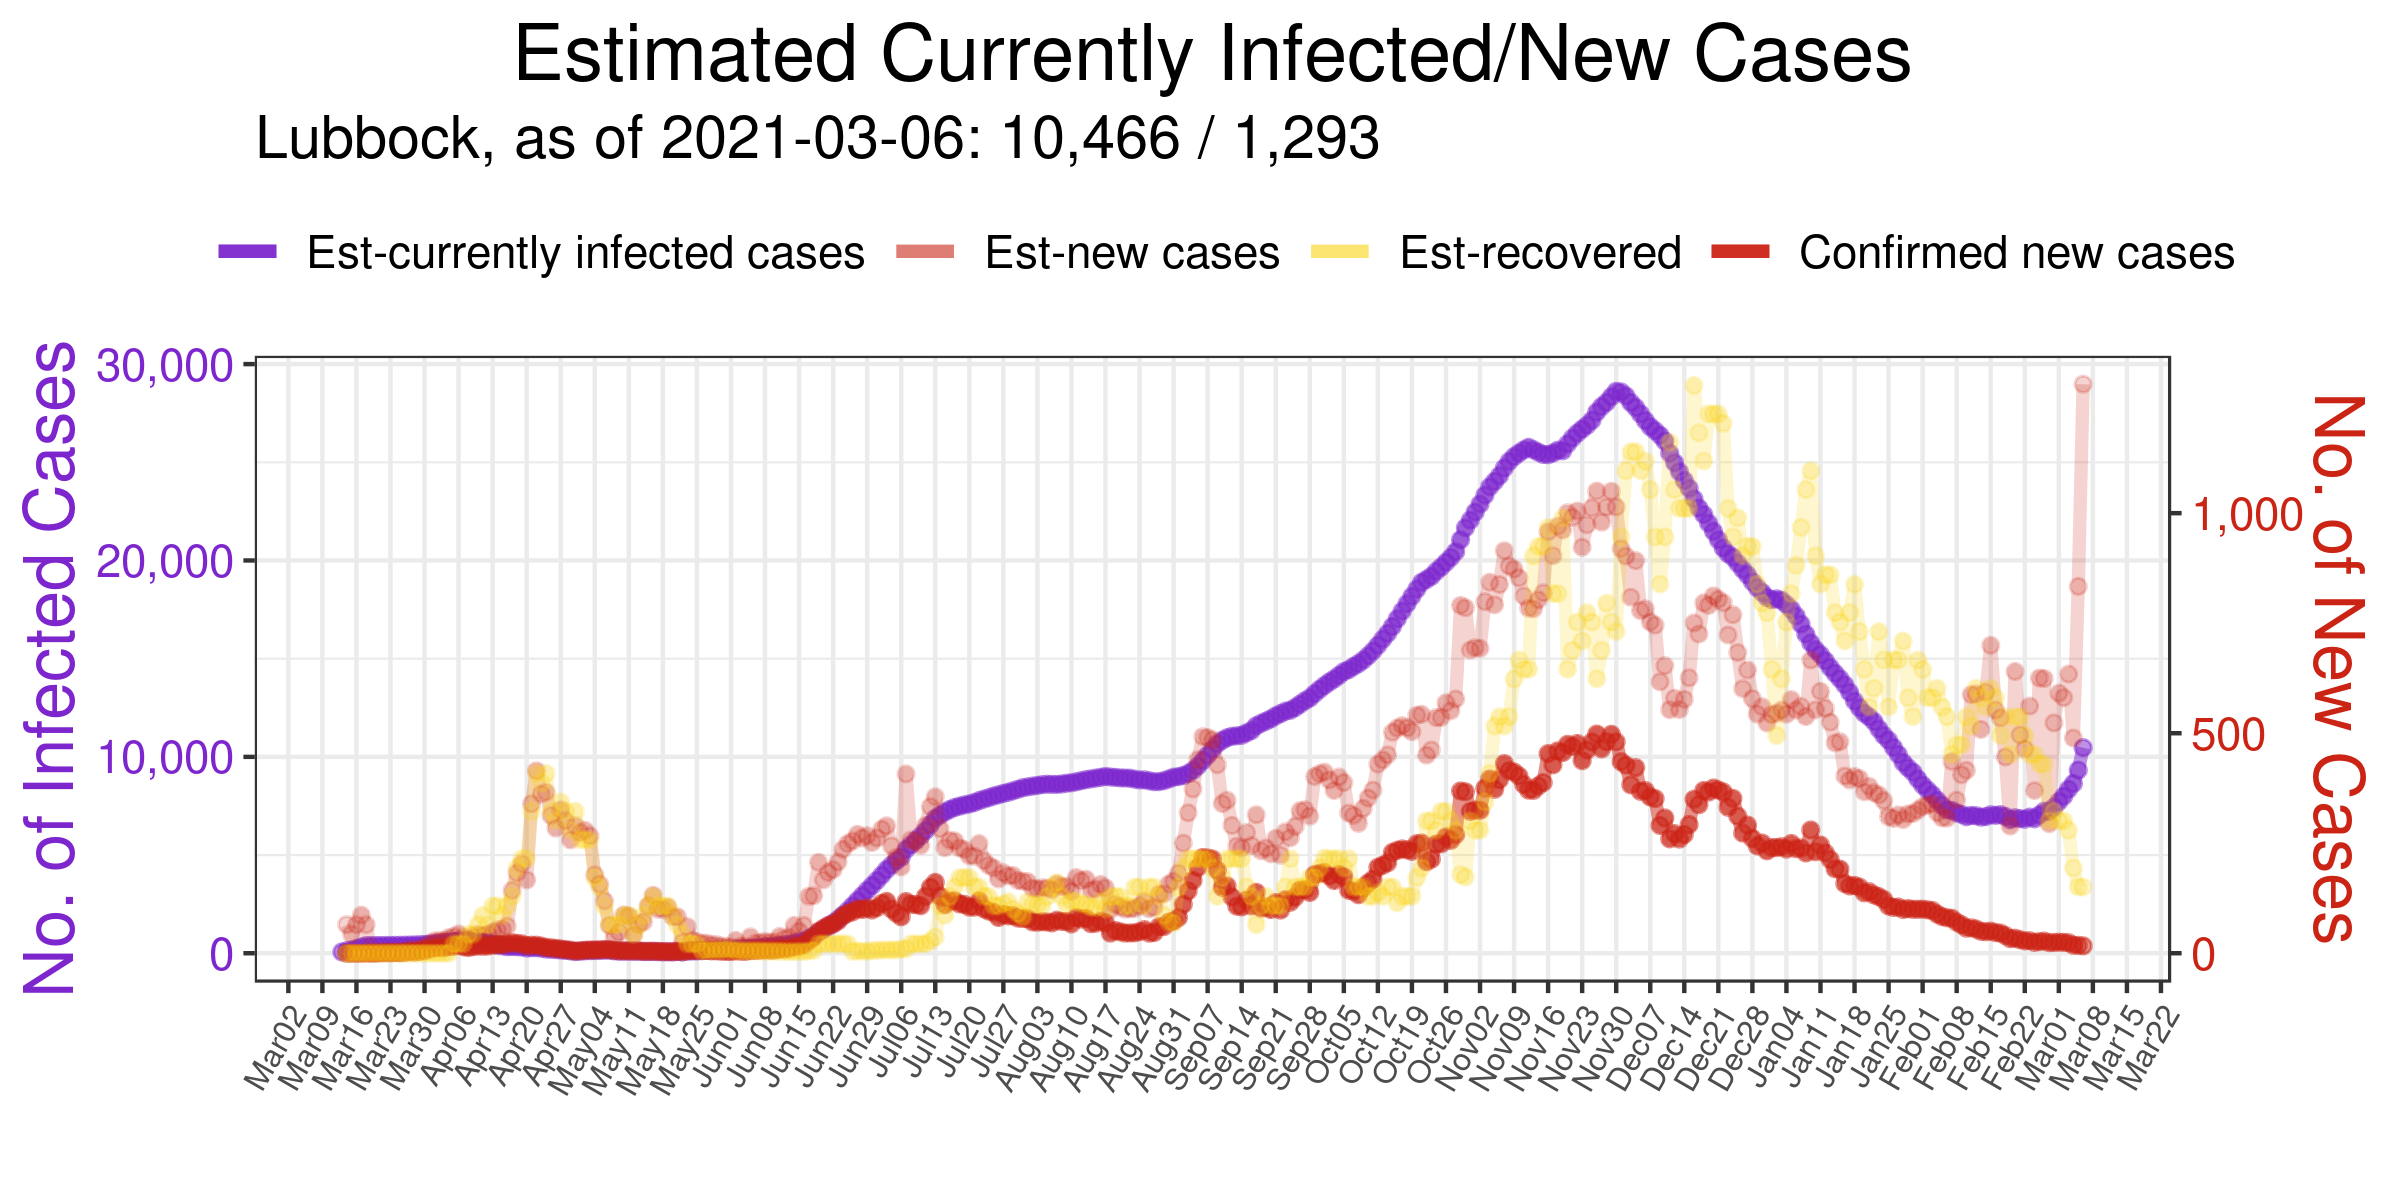 Estimated Currently Infected/New Cases
Lubbock, as of 2021-03-06: 10,466 / 1,293
Est-currently infected cases Est-new cases Est-recovered Confirmed new cases
No. of Infected Cases
30,000
20,000
10,000
0
No. of New Cases
1,000
500
0
Mar02 Mar09 Mar16 Mar23 Mar30 Apr06 Apr13 Apr20 Apr27 May04 May11 May18 May25 Jun01 Jun08 Jun15 Jun22 Jun29 Jul06 Jul13 Jul20 Jul27 Aug03 Aug10 Aug17 Aug24 Aug31 Sep07 Sep14 Sep21 Sep28 Oct05 Oct12 Oct19 Oct26 Nov02 Nov09 Nov16 Nov23 Nov30 Dec07 Dec14 Dec21 Dec28 Jan04 Jan11 Jan18 Jan25 Feb01 Feb08 Feb15 Feb22 Mar01 Mar08 Mar15 Mar22